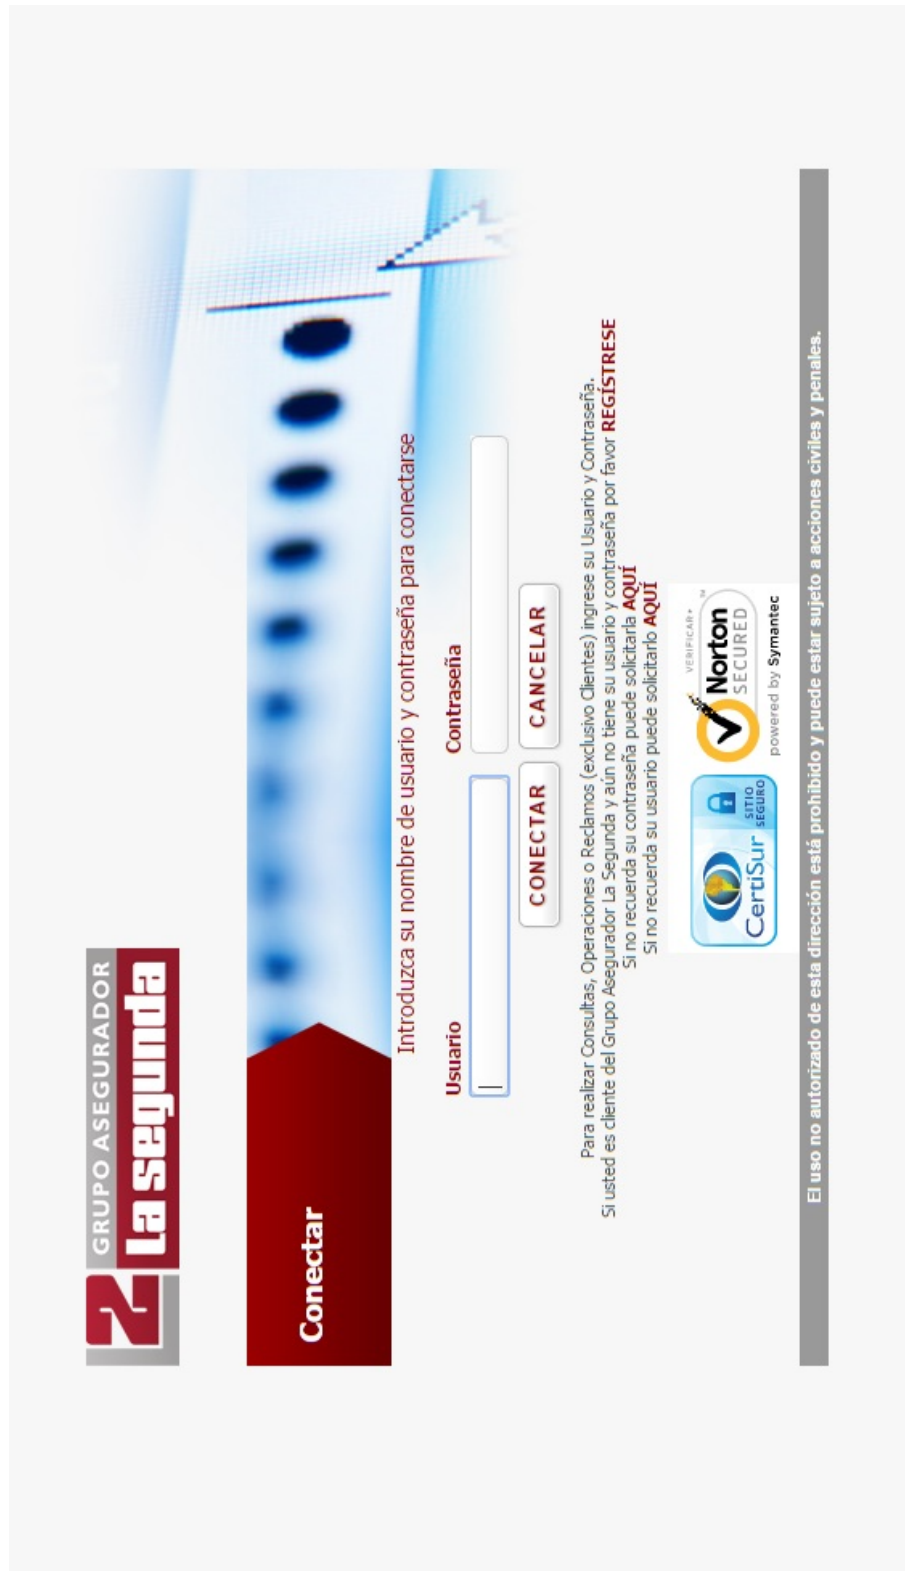 GRUPO ASEGURADOR
La segunda
Conectar
Introduzca su nombre de usuario y contraseña para conectarse
Usuario
Contraseña
CONECTAR
CANCELAR
Para realizar Consultas, Operaciones o Reclamos (exclusivo Clientes) ingrese su Usuario y Contraseña.
Si usted es cliente del Grupo Asegurador La Segunda y aún no tiene su usuario y contraseña por favor REGÍSTRESE
Si no recuerda su contraseña puede solicitarla AQUÍ
Si no recuerda su usuario puede solicitarlo AQUÍ
CertiSur
SITIO
SEGURO
VERIFICAR▸
Norton
SECURED
powered by Symantec
El uso no autorizado de esta dirección está prohibido y puede estar sujeto a acciones civiles y penales.